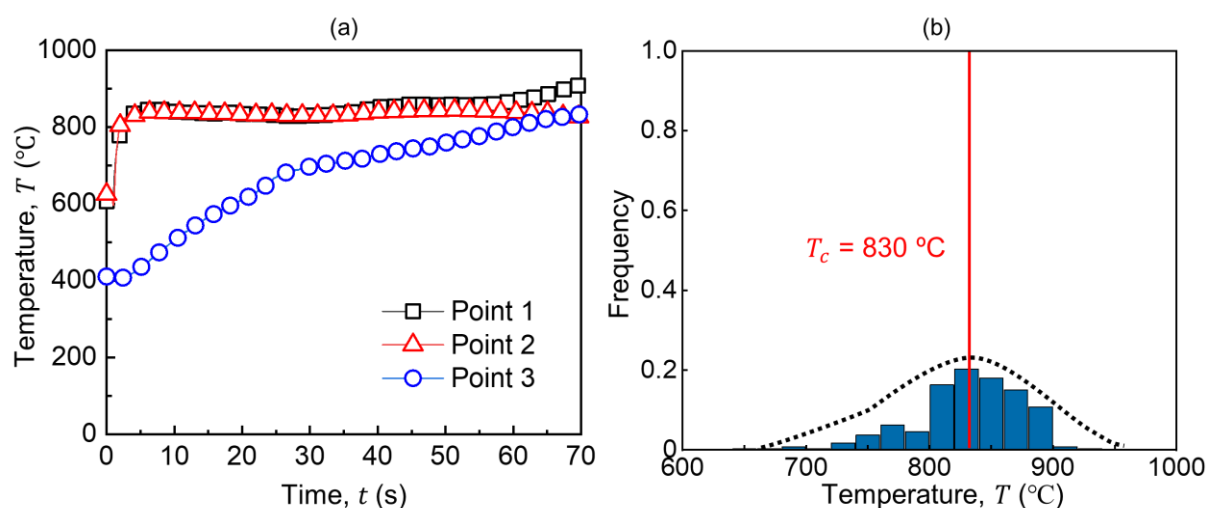 (a)
1000
800
600
400
200
0
0 10 20 30 40 50 60 70
Temperature, T (°C)
Time, t (s)
Point 1
Point 2
Point 3
(b)
1.0
0.8
0.6
0.4
0.2
0
600 700 800 900 1000
Frequency
Temperature, T (°C)
T_c = 830 ºC